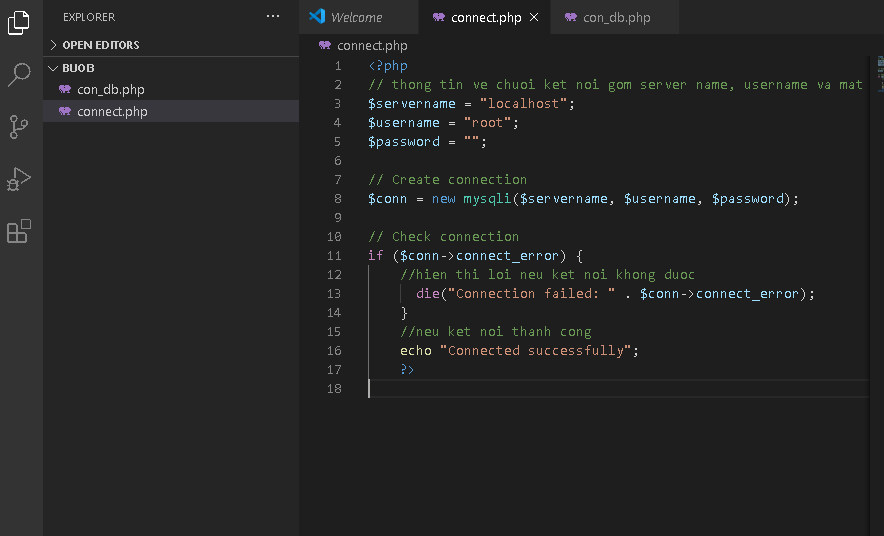 EXPLORER ...
OPEN EDITORS
BUOB
con_db.php
connect.php
Welcome connect.php con_db.php
connect.php
1 <?php
2 // thong tin ve chuoi ket noi gom server name, username va mat
3 $servername = "localhost";
4 $username = "root";
5 $password = "";
6
7 // Create connection
8 $conn = new mysqli($servername, $username, $password);
9
10 // Check connection
11 if ($conn->connect_error) {
12 //hien thi loi neu ket noi khong duoc
13 die("Connection failed: " . $conn->connect_error);
14 }
15 //neu ket noi thanh cong
16 echo "Connected successfully";
17 ?>
18